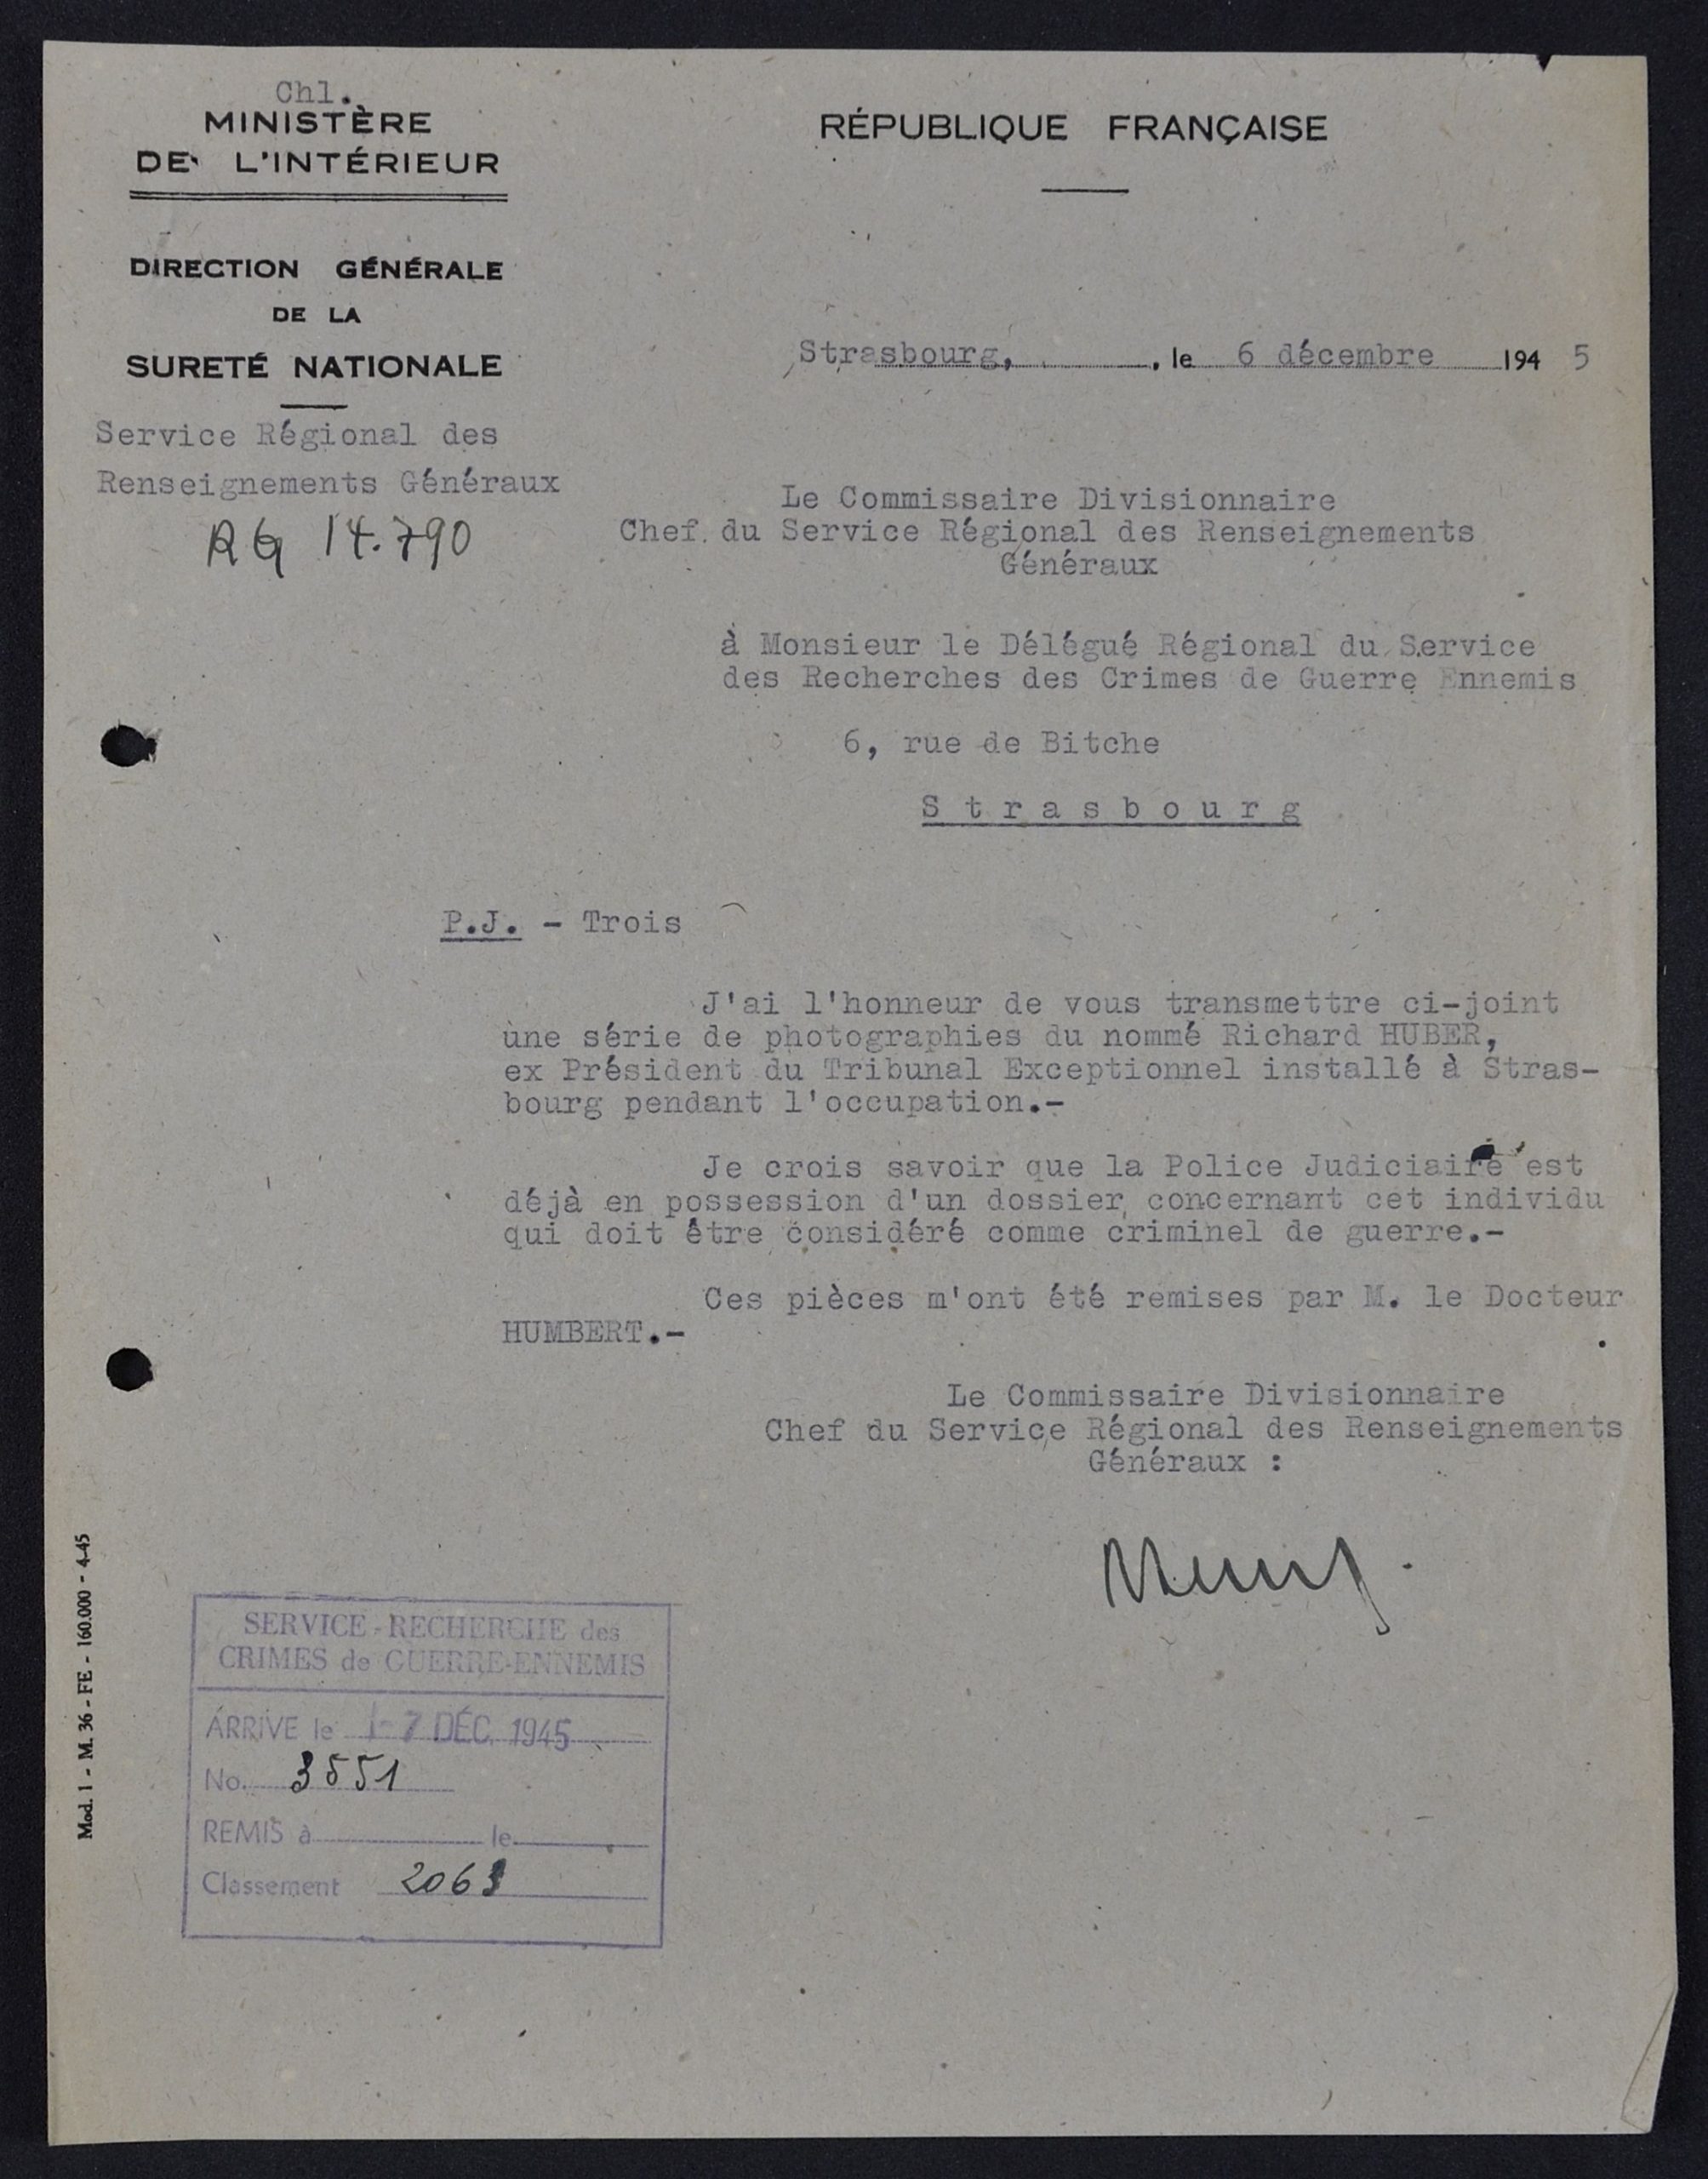 Chl.
MINISTÈRE
DE L'INTÉRIEUR
DIRECTION GÉNÉRALE
DE LA
SURETÉ NATIONALE
Service Régional des
Renseignements Généraux
RG 14.790
RÉPUBLIQUE FRANÇAISE
Strasbourg, , le 6 décembre 194 5
Le Commissaire Divisionnaire
Chef du Service Régional des Renseignements
Généraux
à Monsieur le Délégué Régional du Service
des Recherches des Crimes de Guerre Ennemis
6, rue de Bitche
Strasbourg
P.J. - Trois
J'ai l'honneur de vous transmettre ci-joint
une série de photographies du nommé Richard HUBER,
ex Président du Tribunal Exceptionnel installé à Stras-
bourg pendant l'occupation.-
Je crois savoir que la Police Judiciaire est
déjà en possession d'un dossier concernant cet individu
qui doit être considéré comme criminel de guerre.-
Ces pièces m'ont été remises par M. le Docteur
HUMBERT.-
Le Commissaire Divisionnaire
Chef du Service Régional des Renseignements
Généraux :
SERVICE-RECHERCHE des
CRIMES de GUERRE-ENNEMIS
ARRIVE le - 7 DÉC. 1945
No. 3551
REMIS à le
Classement 2063
Mod. 1 - M. 36 - FE - 160.000 - 4-45